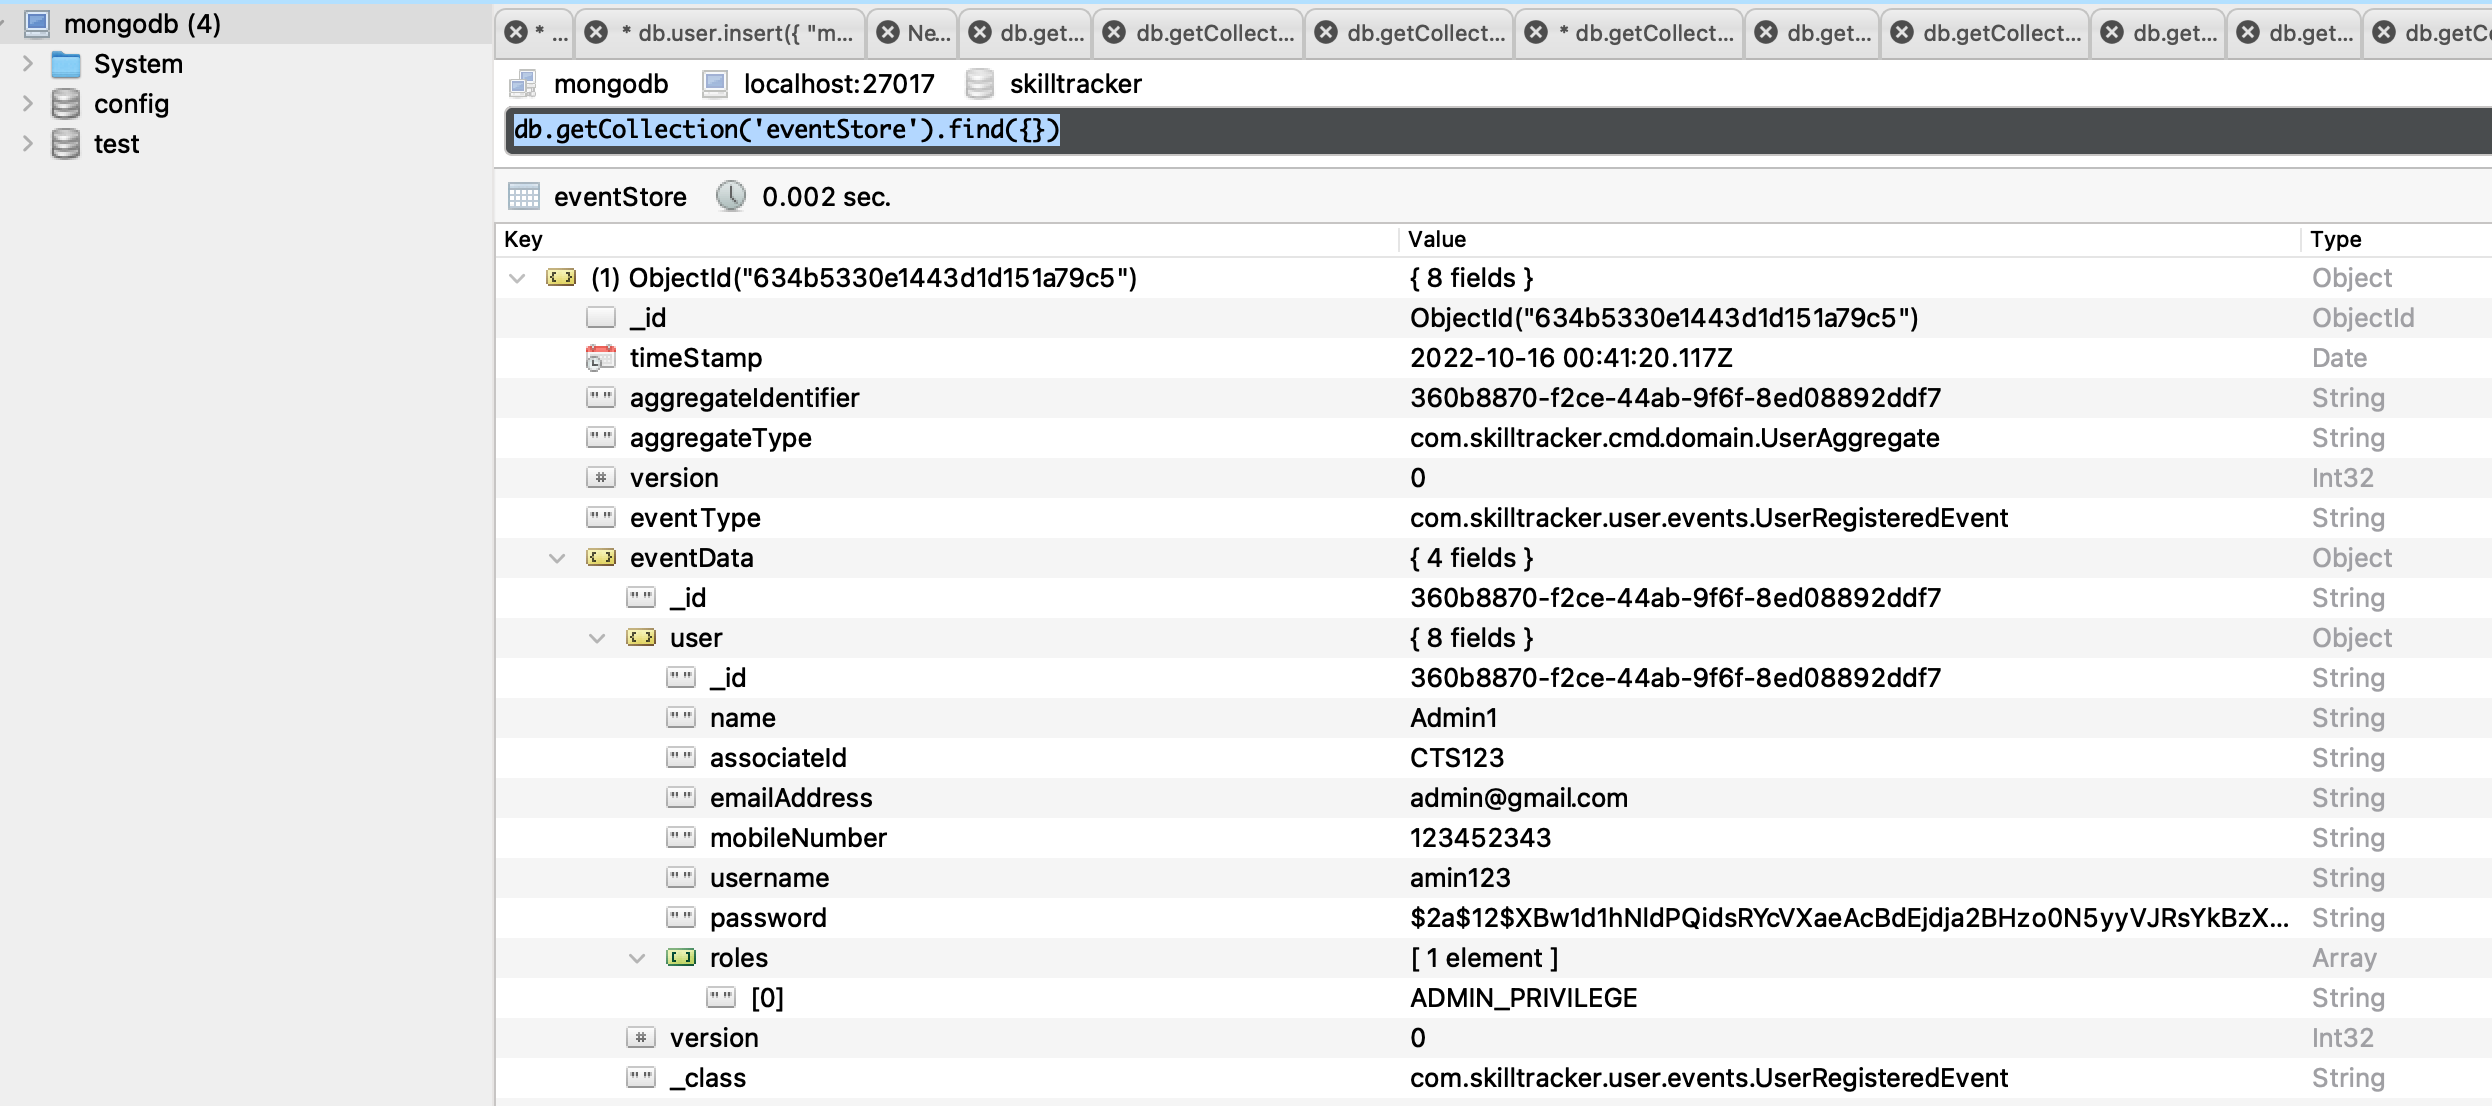 mongodb (4)
System
config
test
* ...
* db.user.insert({ "m...
Ne...
db.get...
db.getCollect...
db.getCollect...
* db.getCollect...
db.get...
db.getCollect...
db.get...
db.get...
mongodb localhost:27017 skilltracker
db.getCollection('eventStore').find({})
eventStore 0.002 sec.
Key Value Type
(1) ObjectId("634b5330e1443d1d151a79c5") { 8 fields } Object
_id ObjectId("634b5330e1443d1d151a79c5") ObjectId
timeStamp 2022-10-16 00:41:20.117Z Date
aggregateIdentifier 360b8870-f2ce-44ab-9f6f-8ed08892ddf7 String
aggregateType com.skilltracker.cmd.domain.UserAggregate String
version 0 Int32
eventType com.skilltracker.user.events.UserRegisteredEvent String
eventData { 4 fields } Object
_id 360b8870-f2ce-44ab-9f6f-8ed08892ddf7 String
user { 8 fields } Object
_id 360b8870-f2ce-44ab-9f6f-8ed08892ddf7 String
name Admin1 String
associateId CTS123 String
emailAddress admin@gmail.com String
mobileNumber 123452343 String
username amin123 String
password $2a$12$XBw1d1hNldPQidsRYcVXaeAcBdEjdja2BHzo0N5yyVJRsYkBzX... String
roles [ 1 element ] Array
[0] ADMIN_PRIVILEGE String
version 0 Int32
_class com.skilltracker.user.events.UserRegisteredEvent String